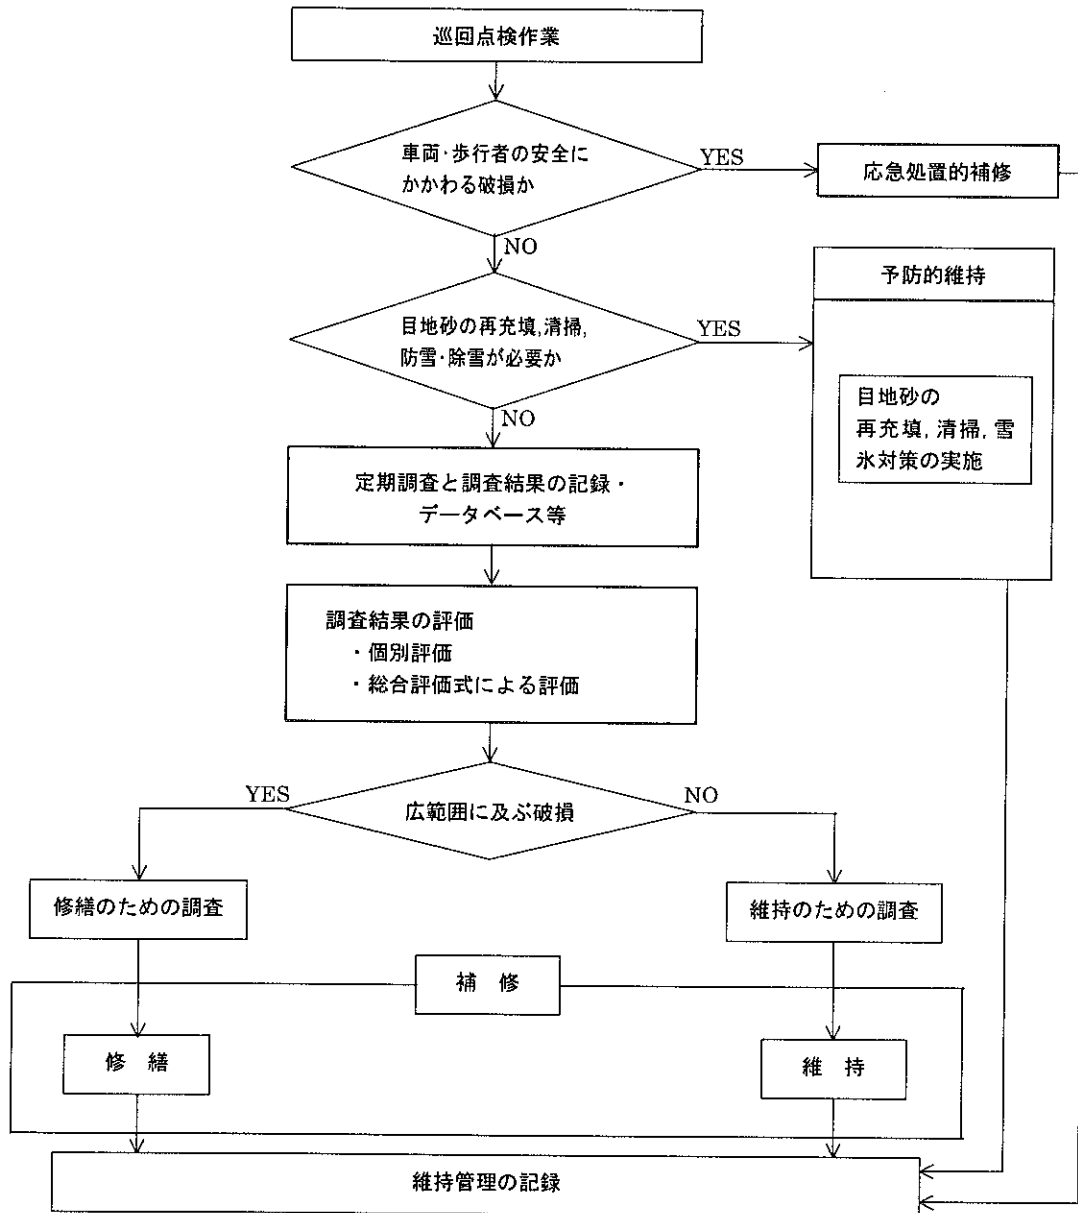 巡回点検作業
車両・歩行者の安全に
かかわる破損か
YES
応急処置的補修
NO
予防的維持
目地砂の再充填,清掃,
防雪・除雪が必要か
YES
目地砂の
再充填, 清掃, 雪
氷対策の実施
NO
定期調査と調査結果の記録・
データベース等
調査結果の評価
・個別評価
・総合評価式による評価
YES
広範囲に及ぶ破損
NO
修繕のための調査
維持のための調査
補 修
修 繕
維 持
維持管理の記録